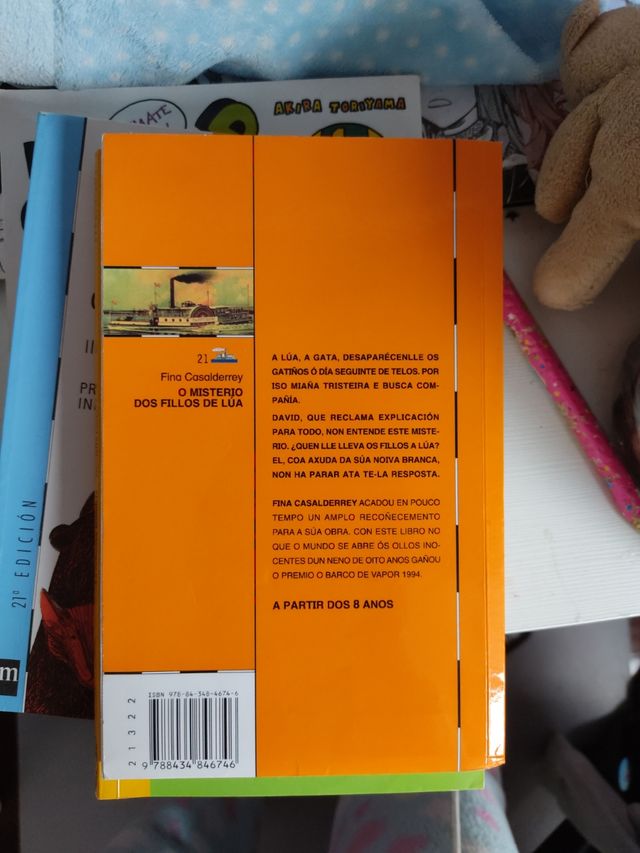 AKIRA TORIYAMA
21
Fina Casalderrey
O MISTERIO
DOS FILLOS DE LÚA
A LÚA, A GATA, DESAPARÉCENLLE OS
GATIÑOS Ó DÍA SEGUINTE DE TELOS. POR
ISO MIAÑA TRISTEIRA E BUSCA COM-
PAÑÍA.
DAVID, QUE RECLAMA EXPLICACIÓN
PARA TODO, NON ENTENDE ESTE MISTE-
RIO. ¿QUEN LLE LLEVA OS FILLOS A LÚA?
EL, COA AXUDA DA SÚA NOIVA BRANCA,
NON HA PARAR ATA TE-LA RESPOSTA.
FINA CASALDERREY ACADOU EN POUCO
TEMPO UN AMPLO RECOÑECEMENTO
PARA A SÚA OBRA. CON ESTE LIBRO NO
QUE O MUNDO SE ABRE ÓS OLLOS INO-
CENTES DUN NENO DE OITO ANOS GAÑOU
O PREMIO O BARCO DE VAPOR 1994.
A PARTIR DOS 8 ANOS
21322
ISBN 978-84-348-4674-6
9 788434 846746
21ª EDICIÓN